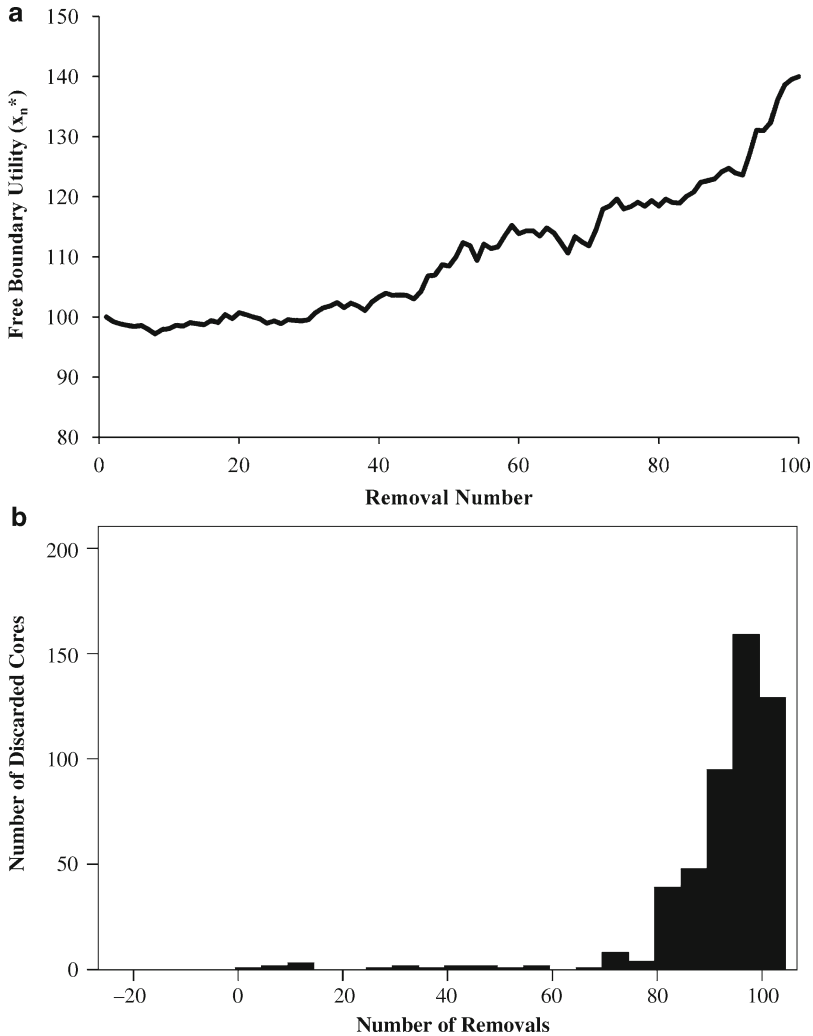 a
150
140
130
120
110
100
90
80
Free Boundary Utility (xn*)
0 20 40 60 80 100
Removal Number
b
200
150
100
50
0
Number of Discarded Cores
−20 0 20 40 60 80 100
Number of Removals